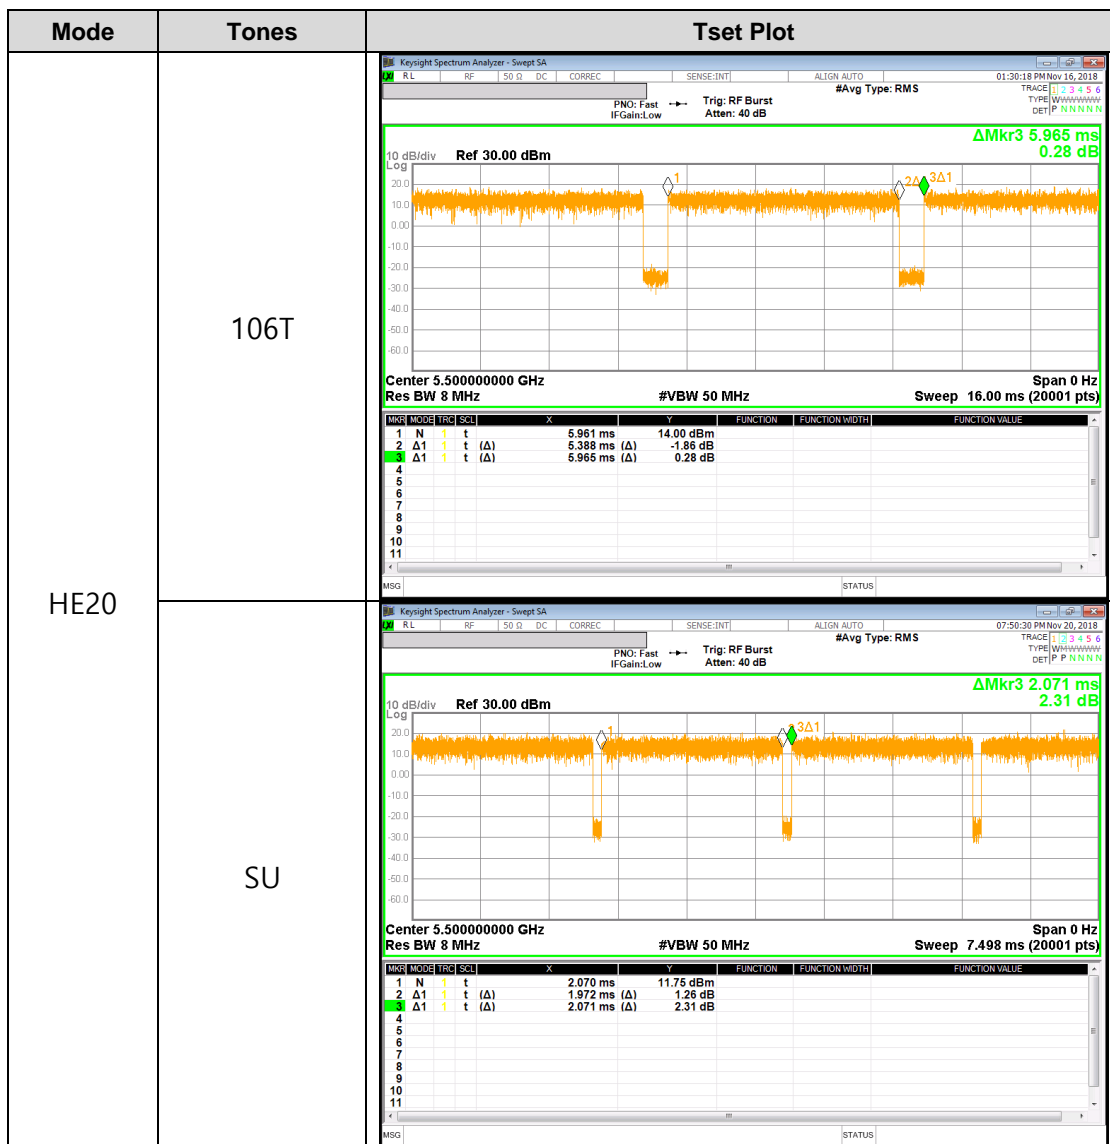 Mode Tones Tset Plot
HE20
106T
Keysight Spectrum Analyzer - Swept SA
LXI RL RF 50 Ω DC CORREC SENSE:INT ALIGN AUTO 01:30:18 PM Nov 16, 2018
#Avg Type: RMS TRACE 1 2 3 4 5 6
PNO: Fast Trig: RF Burst TYPE WWWWWW
IFGain:Low Atten: 40 dB DET P N N N N N
ΔMkr3 5.965 ms
0.28 dB
10 dB/div Ref 30.00 dBm
Log
1 2Δ 3Δ1
20.0
10.0
0.00
-10.0
-20.0
-30.0
-40.0
-50.0
-60.0
Center 5.500000000 GHz Span 0 Hz
Res BW 8 MHz #VBW 50 MHz Sweep 16.00 ms (20001 pts)
MKR MODE TRC SCL X Y FUNCTION FUNCTION WIDTH FUNCTION VALUE
1 N 1 t 5.961 ms 14.00 dBm
2 Δ1 1 t (Δ) 5.388 ms (Δ) -1.86 dB
3 Δ1 1 t (Δ) 5.965 ms (Δ) 0.28 dB
4
5
6
7
8
9
10
11
MSG STATUS
SU
Keysight Spectrum Analyzer - Swept SA
LXI RL RF 50 Ω DC CORREC SENSE:INT ALIGN AUTO 07:50:30 PM Nov 20, 2018
#Avg Type: RMS TRACE 1 2 3 4 5 6
PNO: Fast Trig: RF Burst TYPE WMWWWW
IFGain:Low Atten: 40 dB DET P P N N N N
ΔMkr3 2.071 ms
2.31 dB
10 dB/div Ref 30.00 dBm
Log
1 3Δ1
20.0
10.0
0.00
-10.0
-20.0
-30.0
-40.0
-50.0
-60.0
Center 5.500000000 GHz Span 0 Hz
Res BW 8 MHz #VBW 50 MHz Sweep 7.498 ms (20001 pts)
MKR MODE TRC SCL X Y FUNCTION FUNCTION WIDTH FUNCTION VALUE
1 N 1 t 2.070 ms 11.75 dBm
2 Δ1 1 t (Δ) 1.972 ms (Δ) 1.26 dB
3 Δ1 1 t (Δ) 2.071 ms (Δ) 2.31 dB
4
5
6
7
8
9
10
11
MSG STATUS